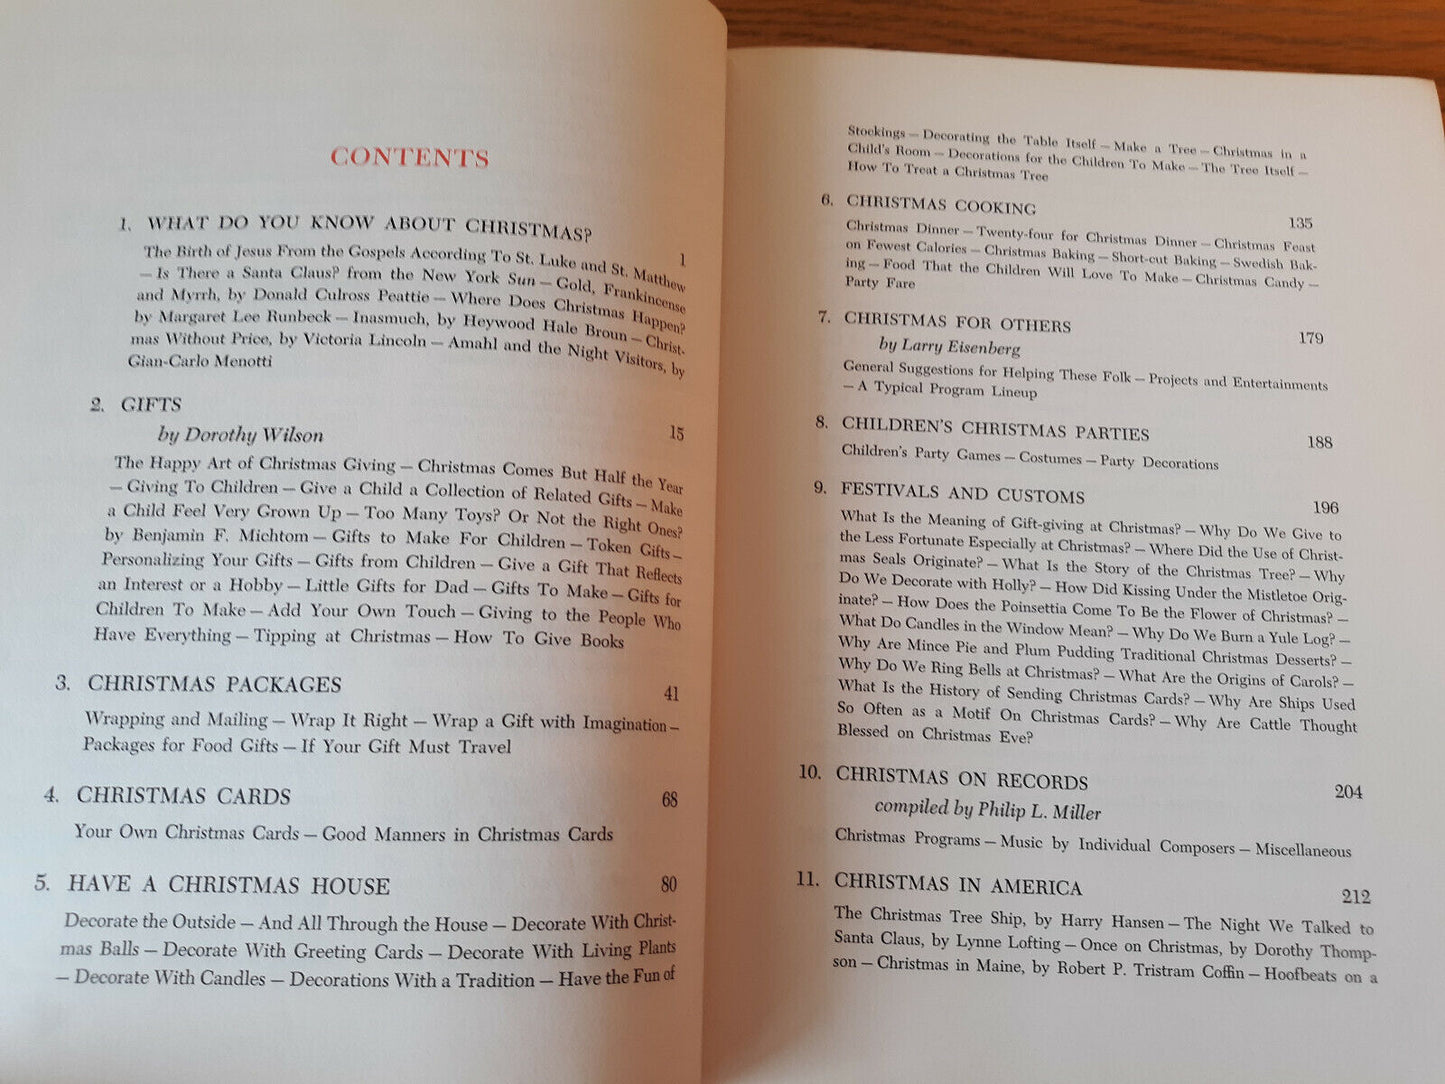 CONTENTS
1. WHAT DO YOU KNOW ABOUT CHRISTMAS? 1
The Birth of Jesus From the Gospels According To St. Luke and St. Matthew
— Is There a Santa Claus? from the New York Sun — Gold, Frankincense
and Myrrh, by Donald Culross Peattie — Where Does Christmas Happen?
by Margaret Lee Runbeck — Inasmuch, by Heywood Hale Broun — Christ-
mas Without Price, by Victoria Lincoln — Amahl and the Night Visitors, by
Gian-Carlo Menotti
2. GIFTS
by Dorothy Wilson 15
The Happy Art of Christmas Giving — Christmas Comes But Half the Year
— Giving To Children — Give a Child a Collection of Related Gifts — Make
a Child Feel Very Grown Up — Too Many Toys? Or Not the Right Ones?
by Benjamin F. Michtom — Gifts to Make For Children — Token Gifts —
Personalizing Your Gifts — Gifts from Children — Give a Gift That Reflects
an Interest or a Hobby — Little Gifts for Dad — Gifts To Make — Gifts for
Children To Make — Add Your Own Touch — Giving to the People Who
Have Everything — Tipping at Christmas — How To Give Books
3. CHRISTMAS PACKAGES 41
Wrapping and Mailing — Wrap It Right — Wrap a Gift with Imagination —
Packages for Food Gifts — If Your Gift Must Travel
4. CHRISTMAS CARDS 68
Your Own Christmas Cards — Good Manners in Christmas Cards
5. HAVE A CHRISTMAS HOUSE 80
Decorate the Outside — And All Through the House — Decorate With Christ-
mas Balls — Decorate With Greeting Cards — Decorate With Living Plants
— Decorate With Candles — Decorations With a Tradition — Have the Fun of
Stockings — Decorating the Table Itself — Make a Tree — Christmas in a
Child's Room — Decorations for the Children To Make — The Tree Itself —
How To Treat a Christmas Tree
6. CHRISTMAS COOKING 135
Christmas Dinner — Twenty-four for Christmas Dinner — Christmas Feast
on Fewest Calories — Christmas Baking — Short-cut Baking — Swedish Bak-
ing — Food That the Children Will Love To Make — Christmas Candy —
Party Fare
7. CHRISTMAS FOR OTHERS 179
by Larry Eisenberg
General Suggestions for Helping These Folk — Projects and Entertainments
— A Typical Program Lineup
8. CHILDREN'S CHRISTMAS PARTIES 188
Children's Party Games — Costumes — Party Decorations
9. FESTIVALS AND CUSTOMS 196
What Is the Meaning of Gift-giving at Christmas? — Why Do We Give to
the Less Fortunate Especially at Christmas? — Where Did the Use of Christ-
mas Seals Originate? — What Is the Story of the Christmas Tree? — Why
Do We Decorate with Holly? — How Did Kissing Under the Mistletoe Orig-
inate? — How Does the Poinsettia Come To Be the Flower of Christmas? —
What Do Candles in the Window Mean? — Why Do We Burn a Yule Log? —
Why Are Mince Pie and Plum Pudding Traditional Christmas Desserts? —
Why Do We Ring Bells at Christmas? — What Are the Origins of Carols? —
What Is the History of Sending Christmas Cards? — Why Are Ships Used
So Often as a Motif On Christmas Cards? — Why Are Cattle Thought
Blessed on Christmas Eve?
10. CHRISTMAS ON RECORDS 204
compiled by Philip L. Miller
Christmas Programs — Music by Individual Composers — Miscellaneous
11. CHRISTMAS IN AMERICA 212
The Christmas Tree Ship, by Harry Hansen — The Night We Talked to
Santa Claus, by Lynne Lofting — Once on Christmas, by Dorothy Thomp-
son — Christmas in Maine, by Robert P. Tristram Coffin — Hoofbeats on a